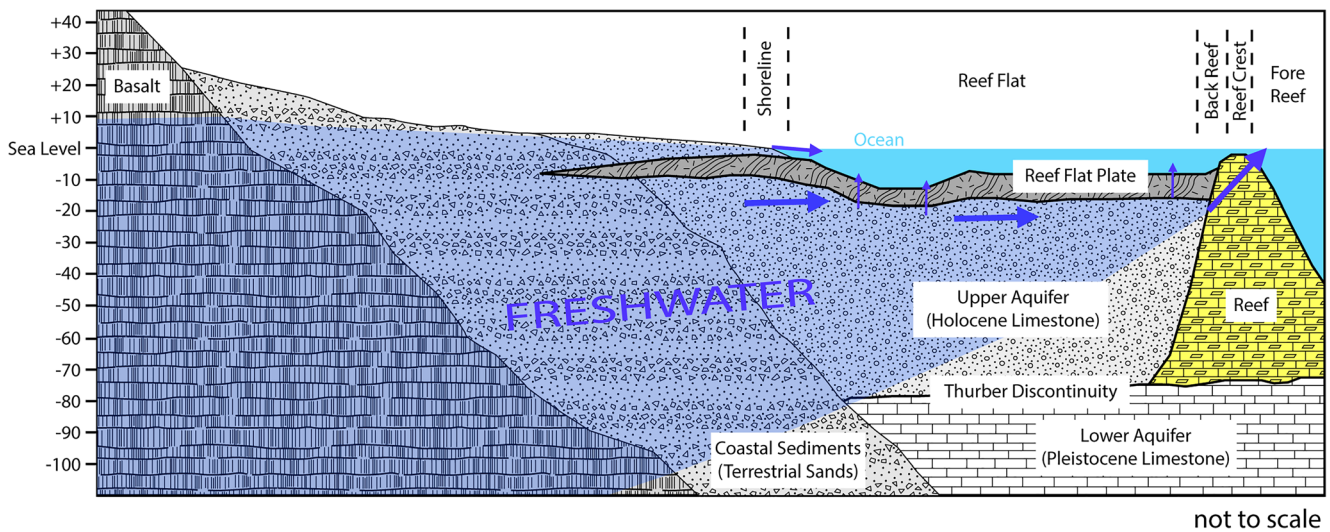 +40
+30
+20
+10
Sea Level
-10
-20
-30
-40
-50
-60
-70
-80
-90
-100
Basalt
Shoreline
Reef Flat
Back Reef
Reef Crest
Fore
Reef
Ocean
Reef Flat Plate
FRESHWATER
Upper Aquifer
(Holocene Limestone)
Reef
Thurber Discontinuity
Coastal Sediments
(Terrestrial Sands)
Lower Aquifer
(Pleistocene Limestone)
not to scale